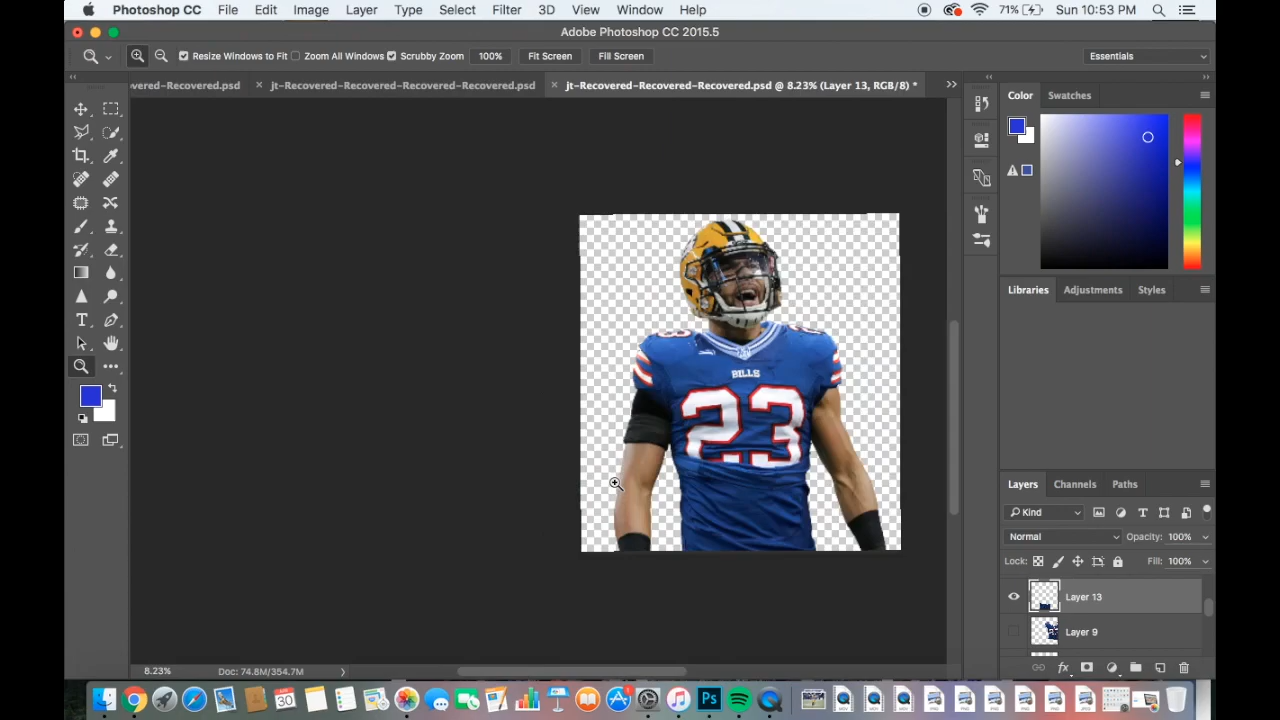 Photoshop CC File Edit Image Layer Type Select Filter 3D View Window Help 71% Sun 10:53 PM
Adobe Photoshop CC 2015.5
Resize Windows to Fit Zoom All Windows Scrubby Zoom 100% Fit Screen Fill Screen Essentials
vered-Recovered.psd × jt-Recovered-Recovered-Recovered.psd × jt-Recovered-Recovered-Recovered.psd @ 8.23% (Layer 13, RGB/8) *
Color Swatches
Libraries Adjustments Styles
BILLS
23
Layers Channels Paths
Kind
Normal Opacity: 100%
Lock: Fill: 100%
Layer 13
Layer 9
8.23% Doc: 74.8M/354.7M
30 Ps